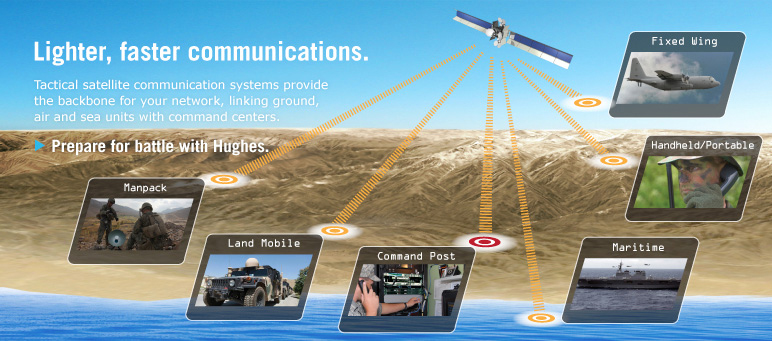 Lighter, faster communications.
Tactical satellite communication systems provide
the backbone for your network, linking ground,
air and sea units with command centers.
Prepare for battle with Hughes.
Fixed Wing
Handheld/Portable
Manpack
Land Mobile
Command Post
Maritime